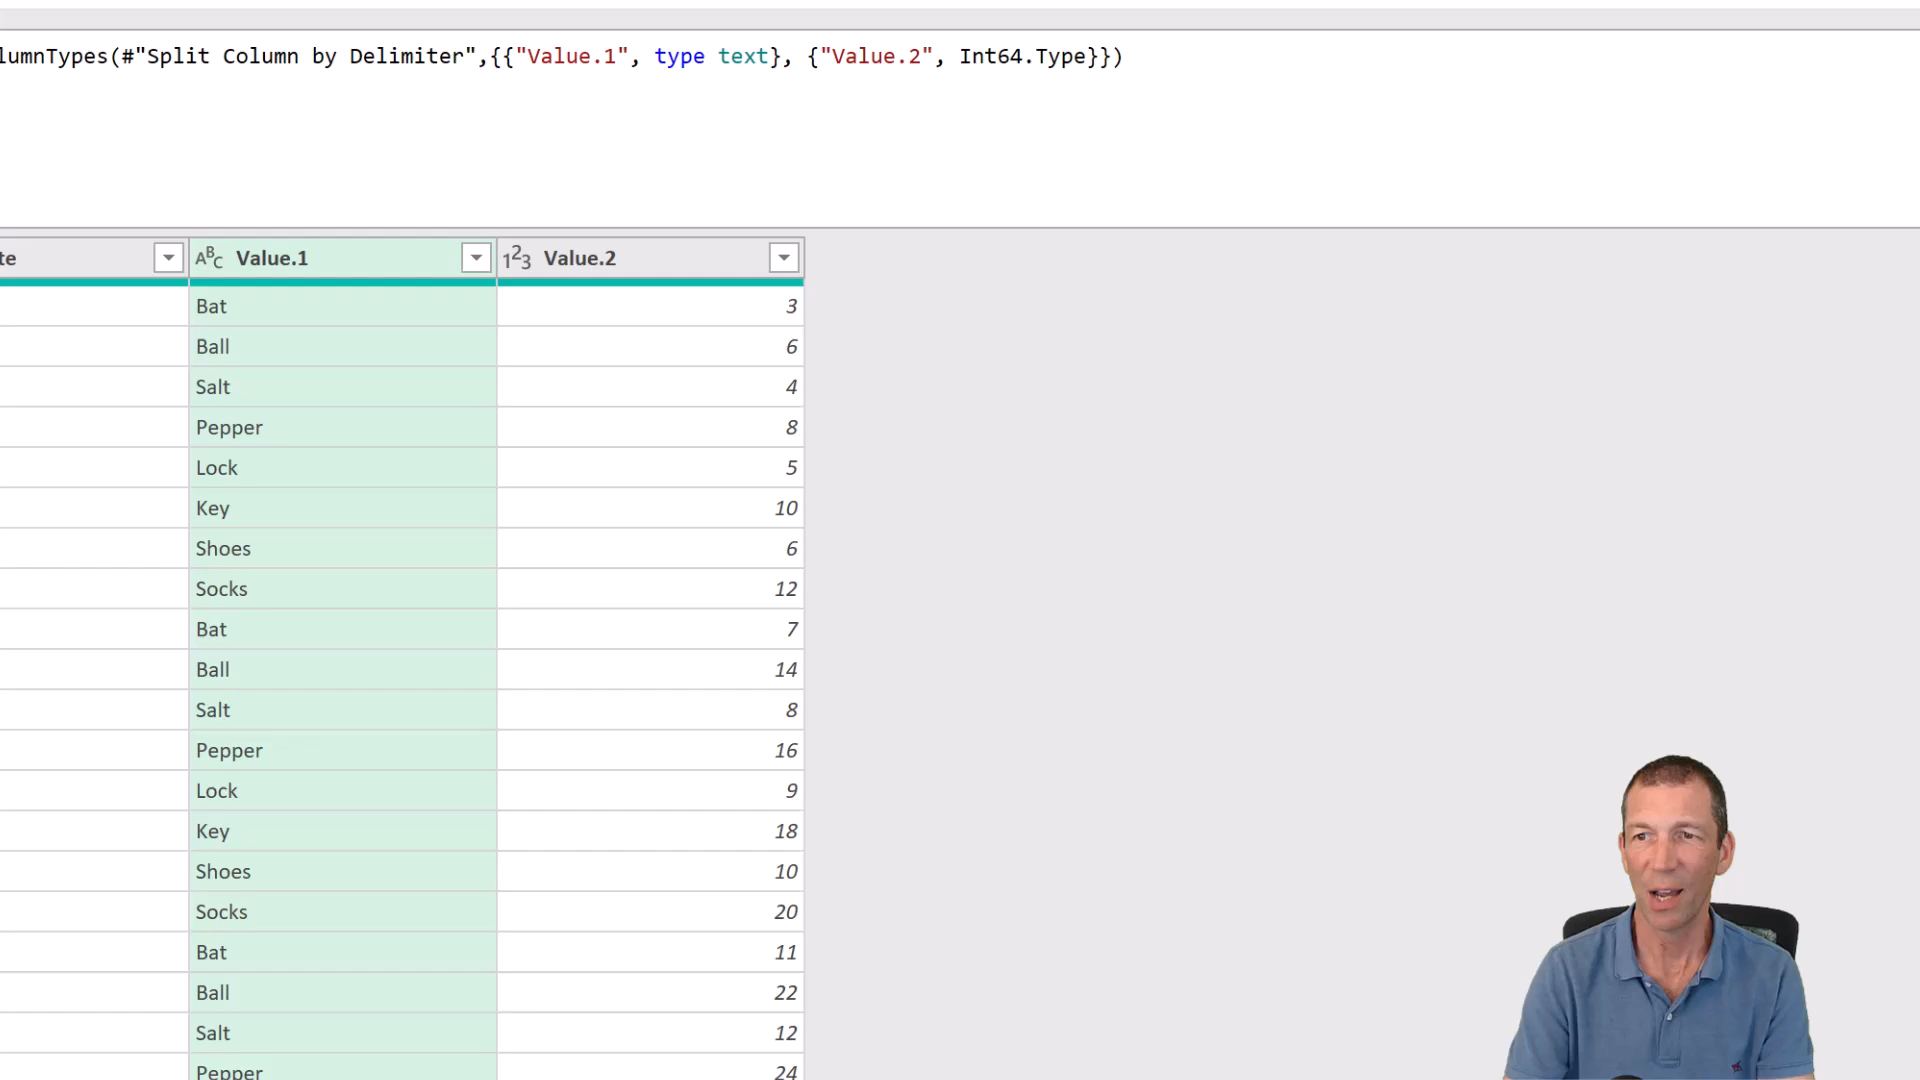 lumnTypes(#"Split Column by Delimiter",{{"Value.1", type text}, {"Value.2", Int64.Type}})
te ABC Value.1 123 Value.2
Bat 3
Ball 6
Salt 4
Pepper 8
Lock 5
Key 10
Shoes 6
Socks 12
Bat 7
Ball 14
Salt 8
Pepper 16
Lock 9
Key 18
Shoes 10
Socks 20
Bat 11
Ball 22
Salt 12
Pepper 24